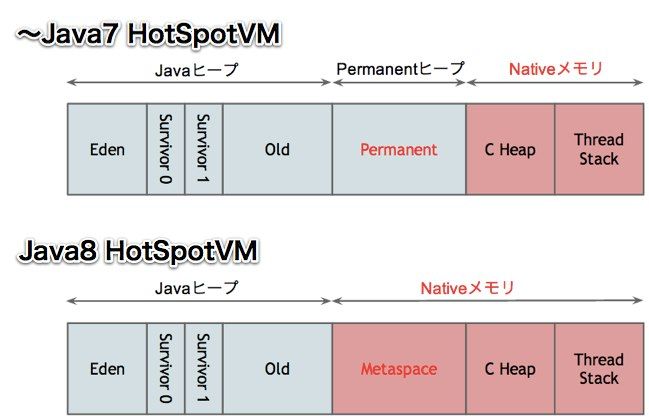 〜Java7 HotSpotVM
Javaヒープ
Permanentヒープ
Nativeメモリ
Eden
Survivor 0
Survivor 1
Old
Permanent
C Heap
Thread
Stack
Java8 HotSpotVM
Javaヒープ
Nativeメモリ
Eden
Survivor 0
Survivor 1
Old
Metaspace
C Heap
Thread
Stack